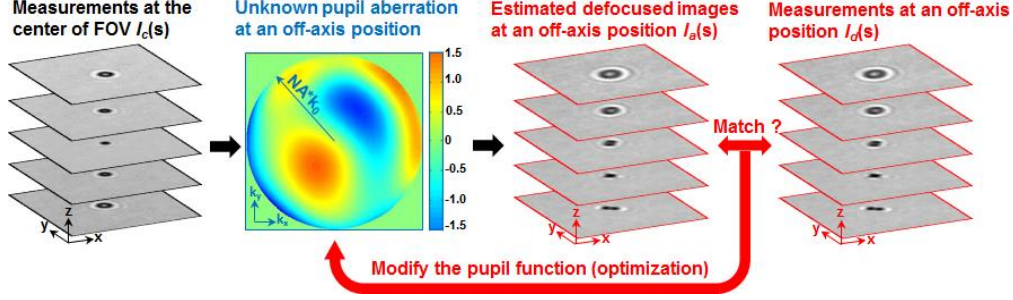 Measurements at the
center of FOV Ic(s)
Unknown pupil aberration
at an off-axis position
Estimated defocused images
at an off-axis position Ia(s)
Measurements at an off-axis
position Id(s)
NA*k0
ky
kx
1.5
1.0
0.5
0
-0.5
-1.0
-1.5
Match ?
z
y
x
z
y
x
z
y
x
Modify the pupil function (optimization)